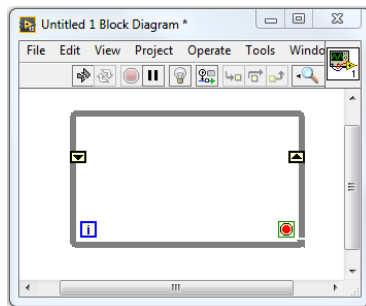 Untitled 1 Block Diagram *
File Edit View Project Operate Tools Windo
1
i